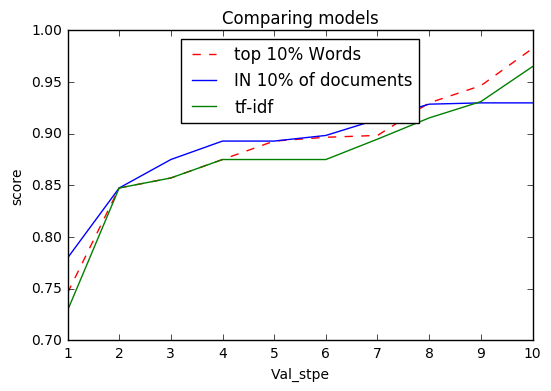 Comparing models
1.00
0.95
0.90
0.85
0.80
0.75
0.70
score
top 10% Words
IN 10% of documents
tf-idf
1 2 3 4 5 6 7 8 9 10
Val_stpe